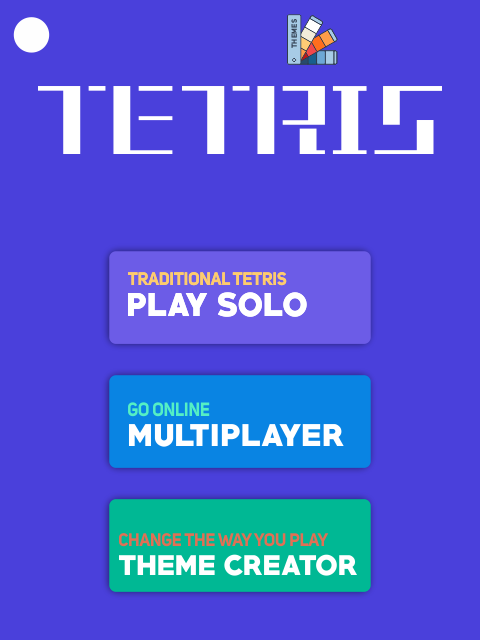 THEMES
TETRIS
TRADITIONAL TETRIS
PLAY SOLO
GO ONLINE
MULTIPLAYER
CHANGE THE WAY YOU PLAY
THEME CREATOR